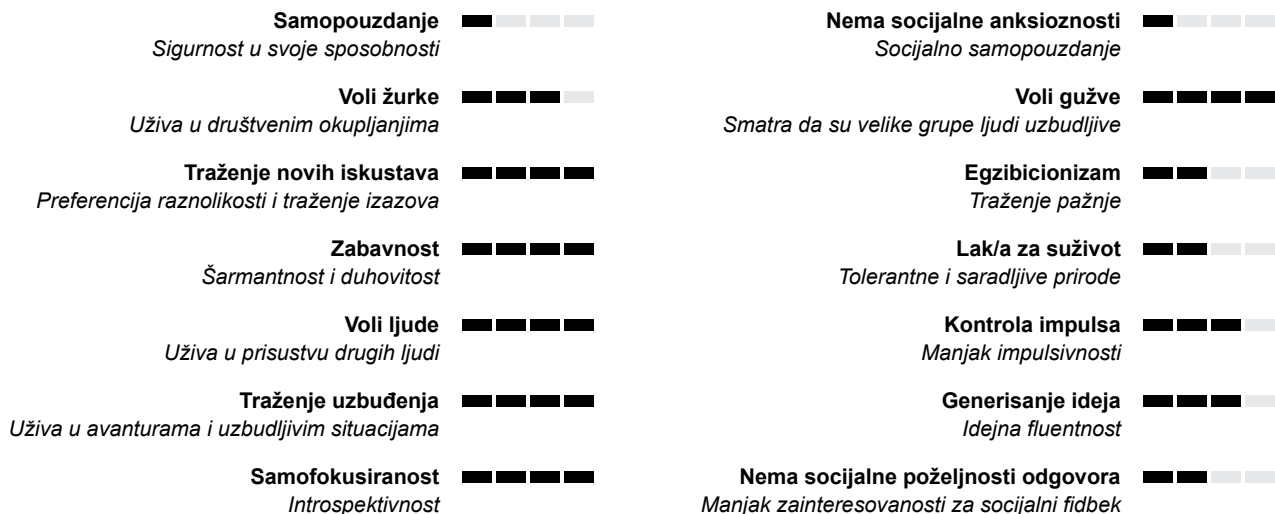 Samopouzdanje
Sigurnost u svoje sposobnosti
Voli žurke
Uživa u društvenim okupljanjima
Traženje novih iskustava
Preferencija raznolikosti i traženje izazova
Zabavnost
Šarmantnost i duhovitost
Voli ljude
Uživa u prisustvu drugih ljudi
Traženje uzbuđenja
Uživa u avanturama i uzbudljivim situacijama
Samofokusiranost
Introspektivnost
Nema socijalne anksioznosti
Socijalno samopouzdanje
Voli gužve
Smatra da su velike grupe ljudi uzbudljive
Egzibicionizam
Traženje pažnje
Lak/a za suživot
Tolerantne i saradljive prirode
Kontrola impulsa
Manjak impulsivnosti
Generisanje ideja
Idejna fluentnost
Nema socijalne poželjnosti odgovora
Manjak zainteresovanosti za socijalni fidbek